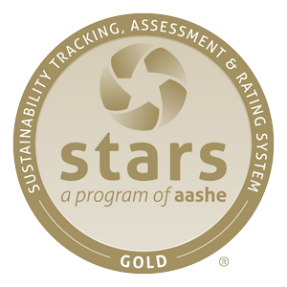 SUSTAINABILITY TRACKING, ASSESSMENT & RATING SYSTEM
stars
a program of aashe
GOLD
®